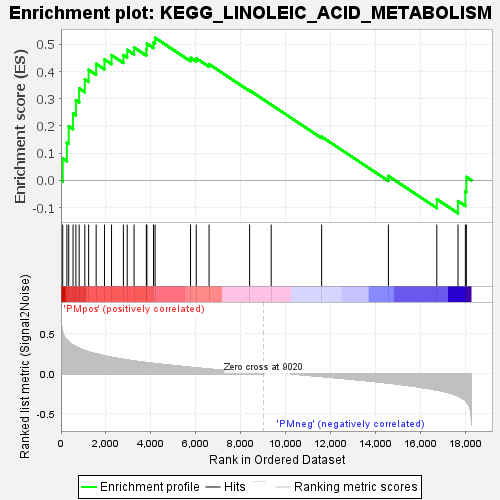 Enrichment plot: KEGG_LINOLEIC_ACID_METABOLISM
Enrichment score (ES)
0.5
0.4
0.3
0.2
0.1
0.0
-0.1
'PMpos' (positively correlated)
Ranked list metric (Signal2Noise)
0.5
0.0
-0.5
Zero cross at 9020
'PMneg' (negatively correlated)
0 2,000 4,000 6,000 8,000 10,000 12,000 14,000 16,000 18,000
Rank in Ordered Dataset
Enrichment profile Hits Ranking metric scores